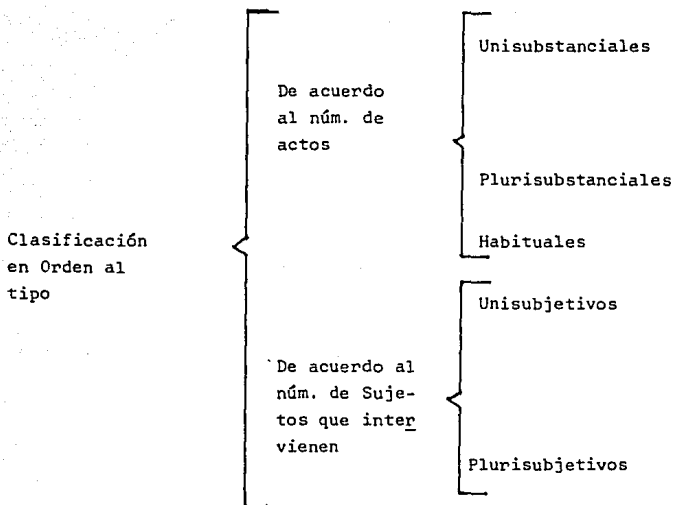 Clasificación
en Orden al
tipo
De acuerdo
al núm. de
actos
Unisubstanciales
Plurisubstanciales
Habituales
De acuerdo al
núm. de Suje-
tos que inter
vienen
Unisubjetivos
Plurisubjetivos